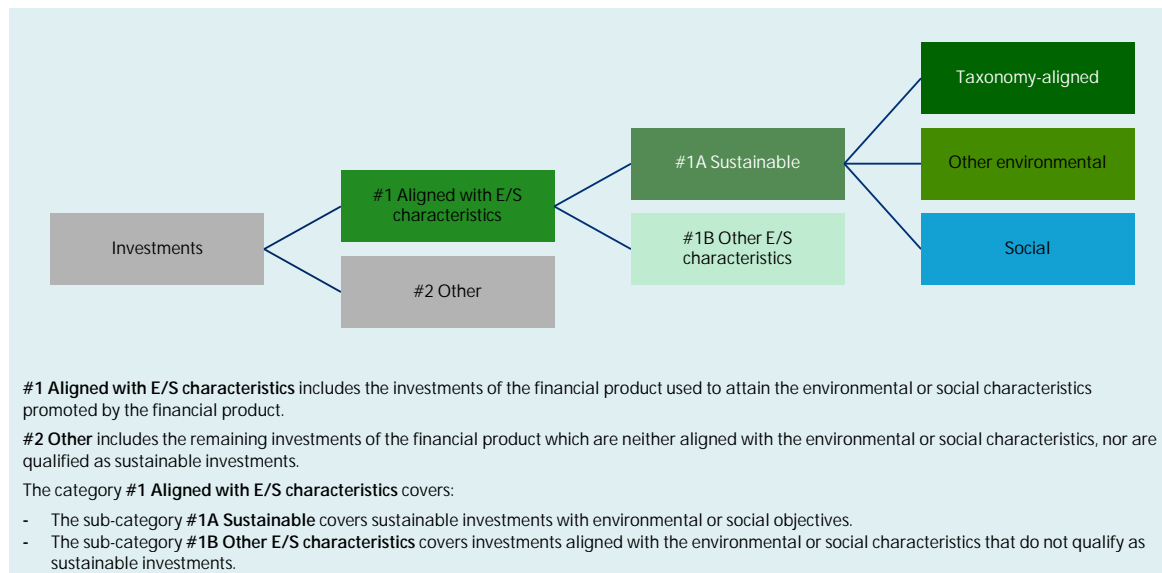 Taxonomy-aligned
#1A Sustainable
Other environmental
#1 Aligned with E/S
characteristics
Investments
#1B Other E/S
characteristics
Social
#2 Other
#1 Aligned with E/S characteristics includes the investments of the financial product used to attain the environmental or social characteristics
promoted by the financial product.
#2 Other includes the remaining investments of the financial product which are neither aligned with the environmental or social characteristics, nor are
qualified as sustainable investments.
The category #1 Aligned with E/S characteristics covers:
- The sub-category #1A Sustainable covers sustainable investments with environmental or social objectives.
- The sub-category #1B Other E/S characteristics covers investments aligned with the environmental or social characteristics that do not qualify as
sustainable investments.